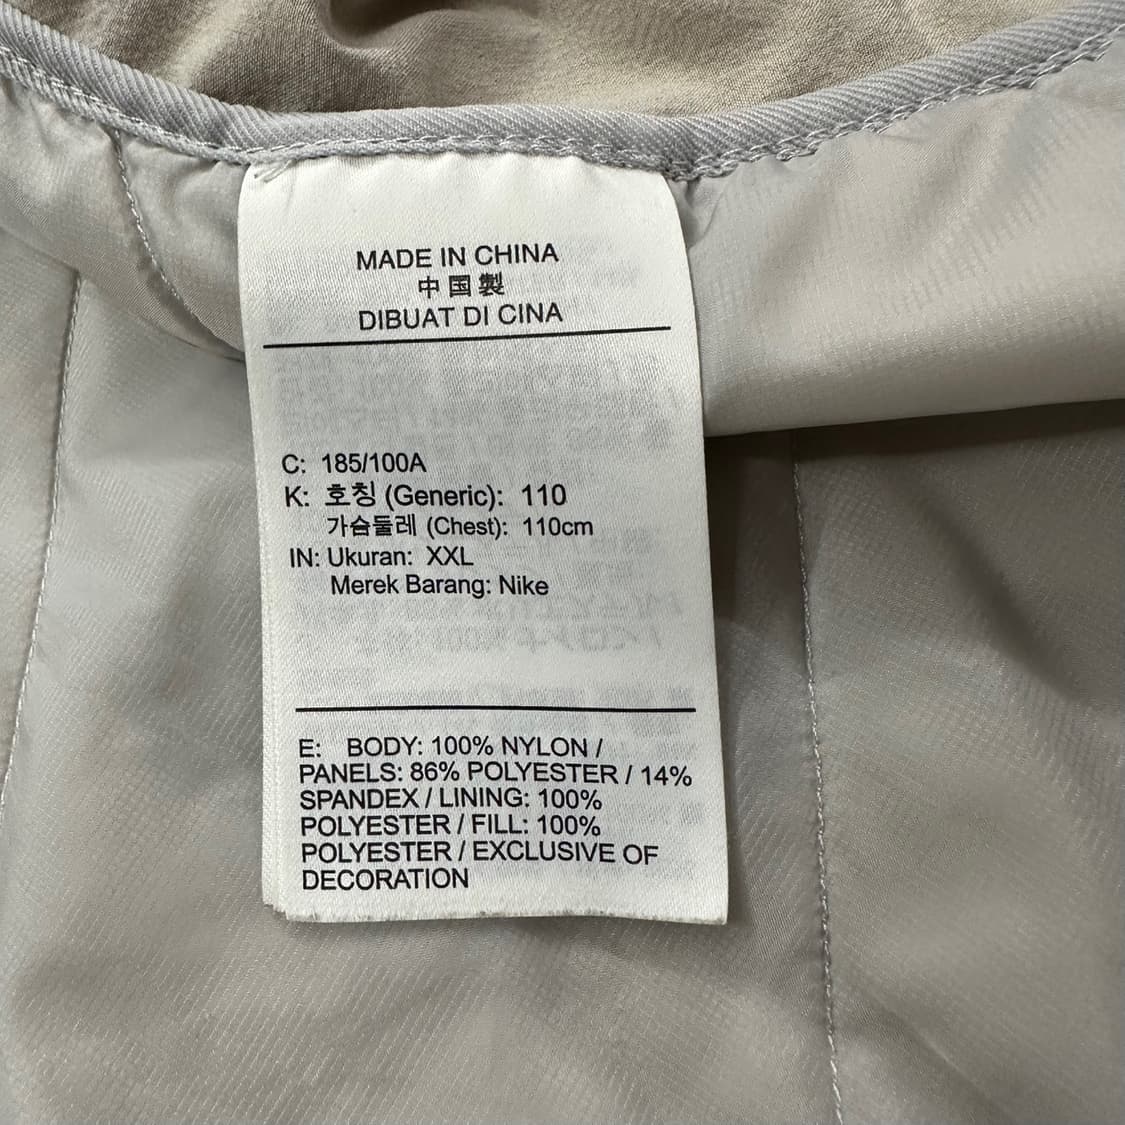 MADE IN CHINA
中国製
DIBUAT DI CINA
C: 185/100A
K: 호칭 (Generic): 110
가슴둘레 (Chest): 110cm
IN: Ukuran: XXL
Merek Barang: Nike
E: BODY: 100% NYLON /
PANELS: 86% POLYESTER / 14%
SPANDEX / LINING: 100%
POLYESTER / FILL: 100%
POLYESTER / EXCLUSIVE OF
DECORATION